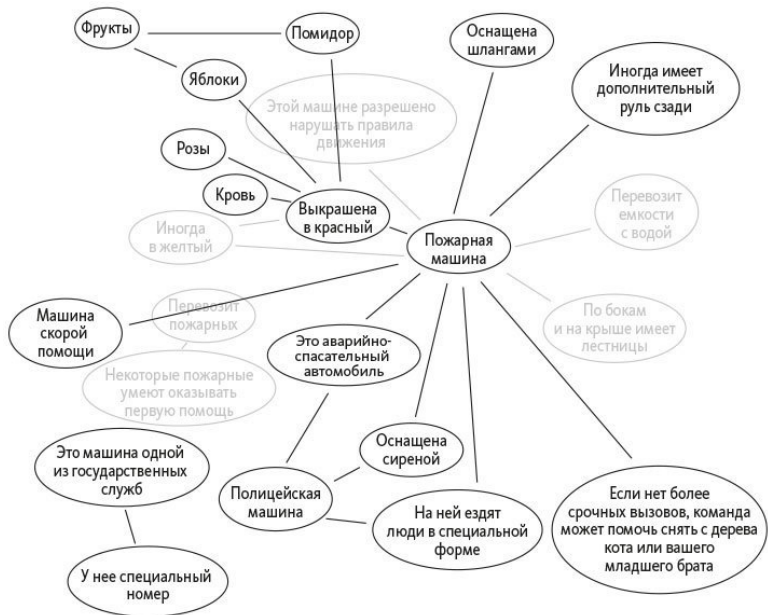 Фрукты
Помидор
Оснащена
шлангами
Иногда имеет
дополнительный
руль сзади
Яблоки
Этой машине разрешено
нарушать правила
движения
Розы
Кровь
Выкрашена
в красный
Перевозит
емкости
с водой
Иногда
в желтый
Пожарная
машина
Машина
скорой
помощи
Перевозит
пожарных
Это аварийно-
спасательный
автомобиль
По бокам
и на крыше имеет
лестницы
Некоторые пожарные
умеют оказывать
первую помощь
Это машина одной
из государственных
служб
Оснащена
сиреной
Полицейская
машина
На ней ездят
люди в специальной
форме
Если нет более
срочных вызовов, команда
может помочь снять с дерева
кота или вашего
младшего брата
У нее специальный
номер